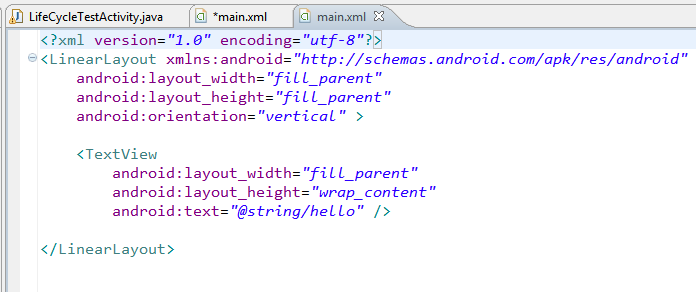 LifeCycleTestActivity.java *main.xml main.xml
<?xml version="1.0" encoding="utf-8"?>
<LinearLayout xmlns:android="http://schemas.android.com/apk/res/android"
    android:layout_width="fill_parent"
    android:layout_height="fill_parent"
    android:orientation="vertical" >
    <TextView
        android:layout_width="fill_parent"
        android:layout_height="wrap_content"
        android:text="@string/hello" />
</LinearLayout>